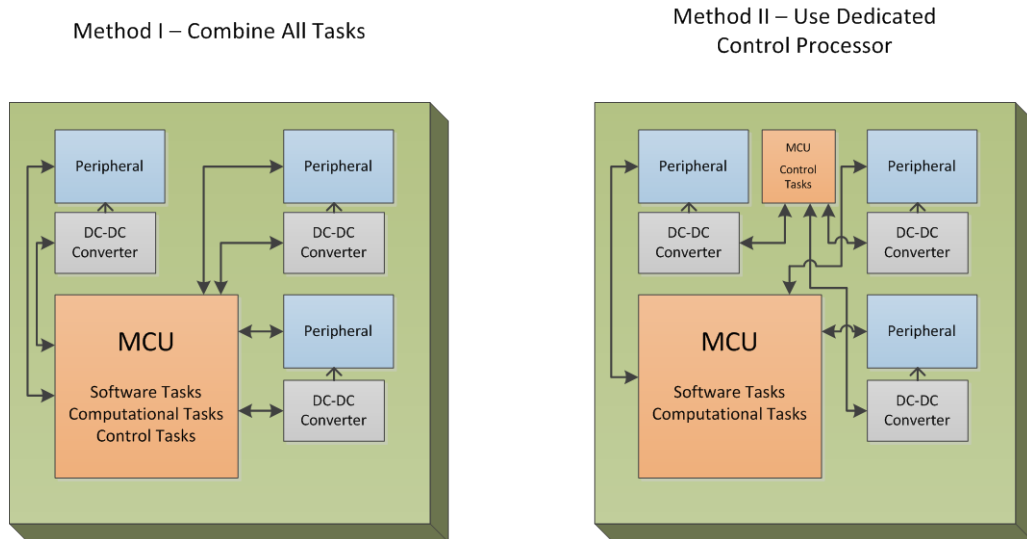 Method I – Combine All Tasks
Peripheral
DC-DC
Converter
Peripheral
DC-DC
Converter
MCU
Software Tasks
Computational Tasks
Control Tasks
Peripheral
DC-DC
Converter
Method II – Use Dedicated
Control Processor
Peripheral
DC-DC
Converter
MCU
Control
Tasks
Peripheral
DC-DC
Converter
MCU
Software Tasks
Computational Tasks
Peripheral
DC-DC
Converter